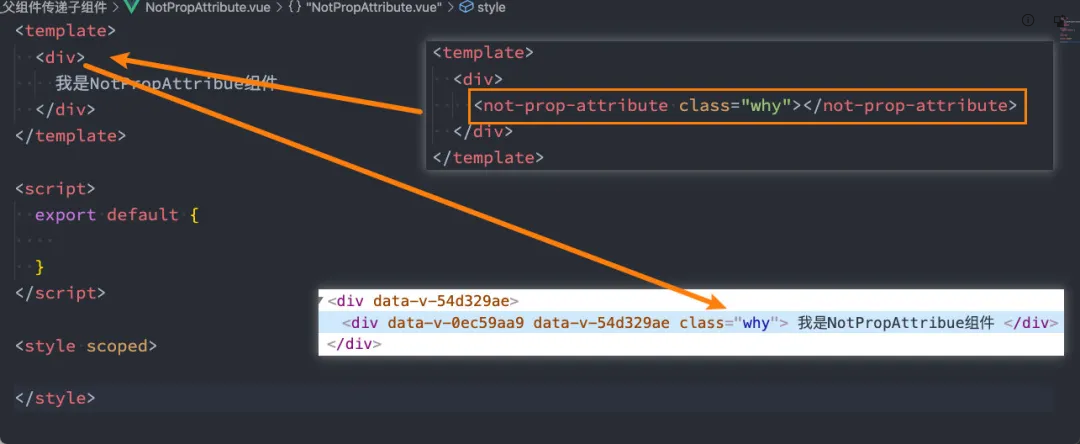 父组件传递子组件 > NotPropAttribute.vue > {} "NotPropAttribute.vue" > style
<template>
<div>
我是NotPropAttribue组件
</div>
</template>
<script>
export default {
}
</script>
<style scoped>
</style>
<template>
<div>
<not-prop-attribute class="why"></not-prop-attribute>
</div>
</template>
<div data-v-54d329ae>
<div data-v-0ec59aa9 data-v-54d329ae class="why"> 我是NotPropAttribue组件 </div>
</div>